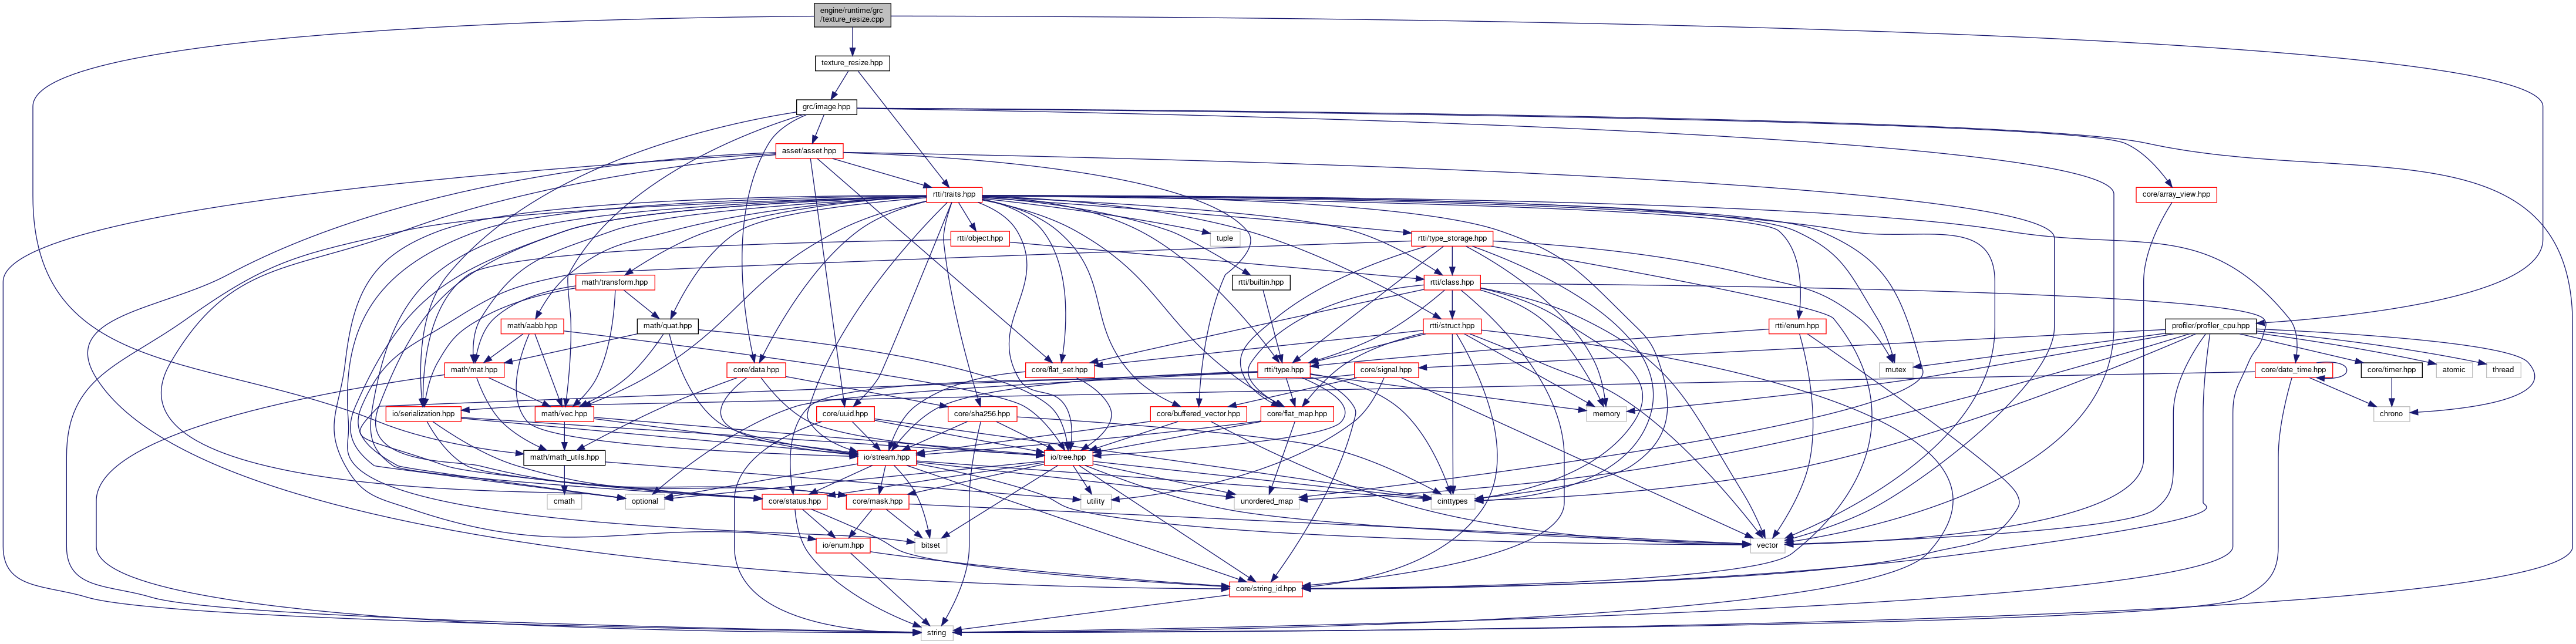 engine/runtime/grc
/texture_resize.cpp
texture_resize.hpp
grc/image.hpp
asset/asset.hpp
rtti/traits.hpp
core/array_view.hpp
rtti/object.hpp
tuple
rtti/type_storage.hpp
math/transform.hpp
rtti/builtin.hpp
rtti/class.hpp
math/aabb.hpp
math/quat.hpp
rtti/struct.hpp
rtti/enum.hpp
profiler/profiler_cpu.hpp
math/mat.hpp
core/data.hpp
core/flat_set.hpp
rtti/type.hpp
core/signal.hpp
mutex
core/date_time.hpp
core/timer.hpp
atomic
thread
io/serialization.hpp
math/vec.hpp
core/uuid.hpp
core/sha256.hpp
core/buffered_vector.hpp
core/flat_map.hpp
memory
chrono
math/math_utils.hpp
io/stream.hpp
io/tree.hpp
cmath
optional
core/status.hpp
core/mask.hpp
utility
unordered_map
cinttypes
io/enum.hpp
bitset
vector
core/string_id.hpp
string